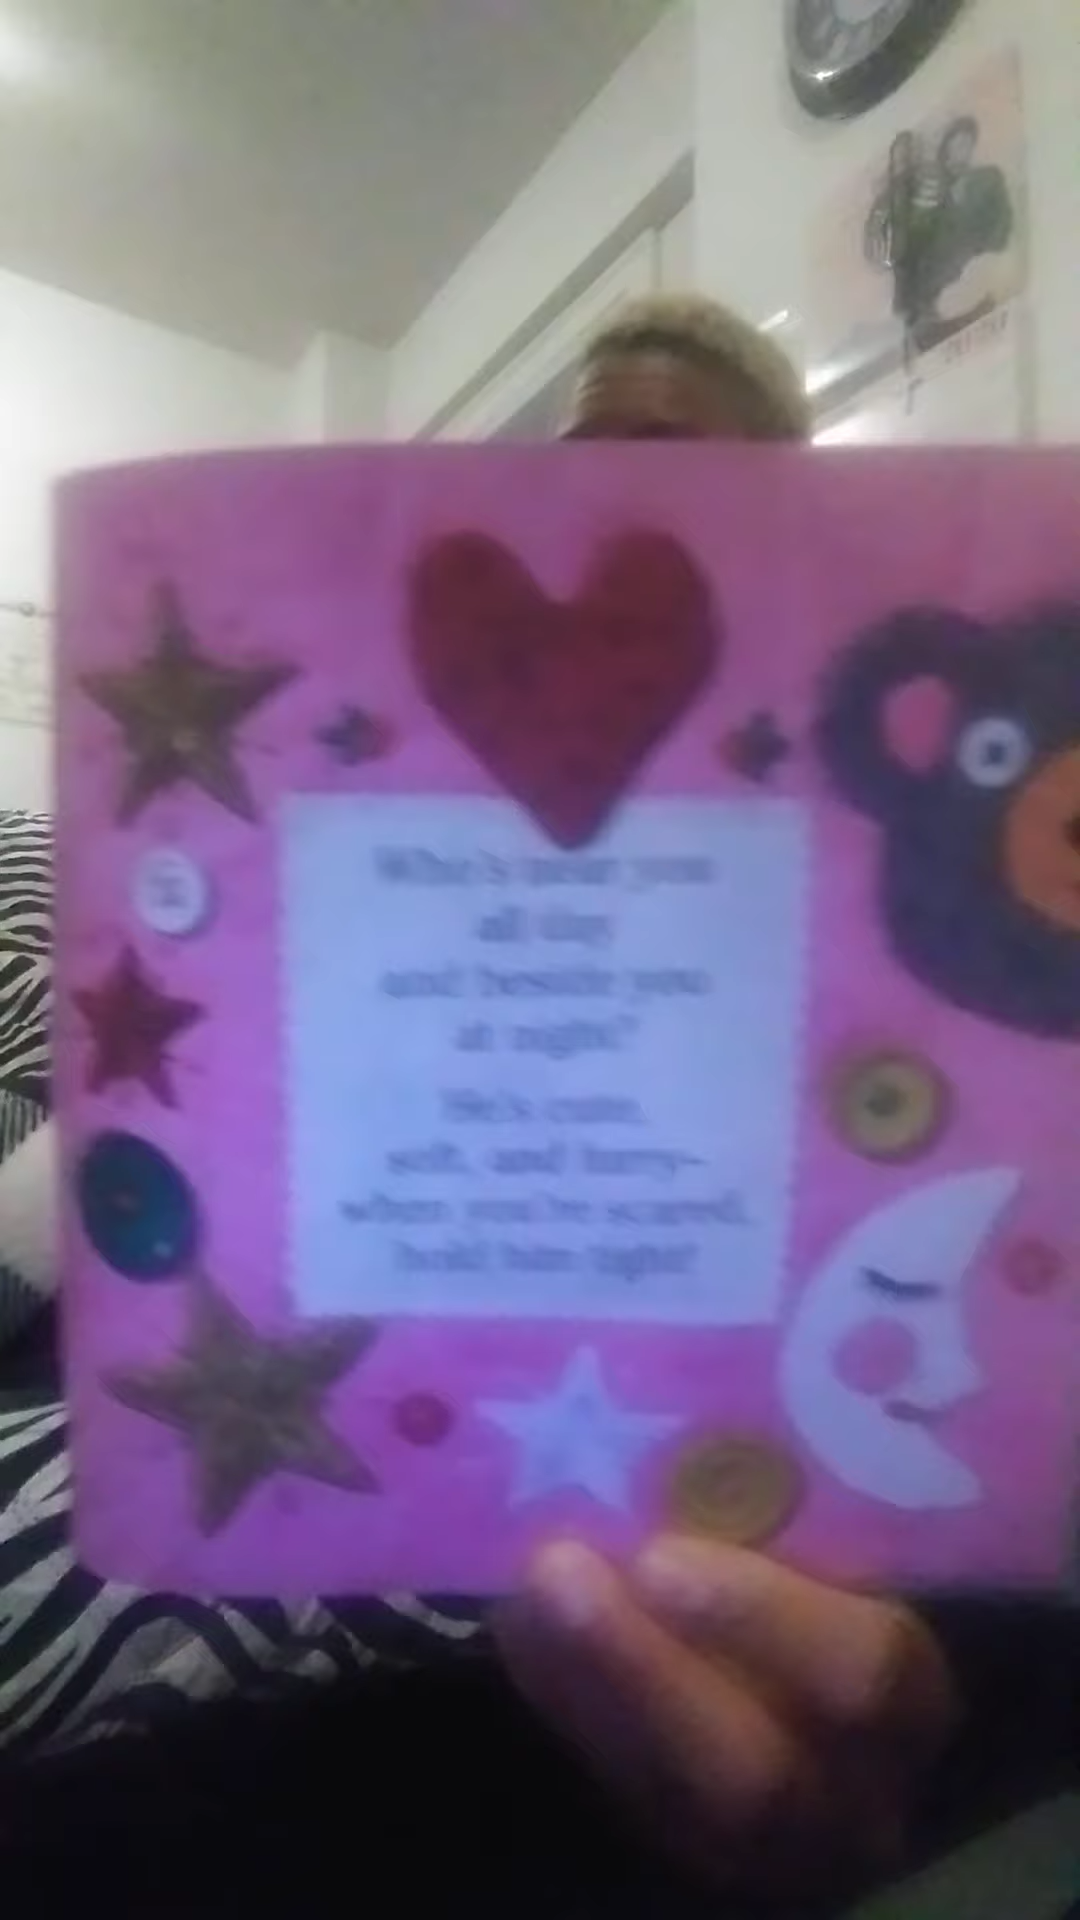 Who's near you
all day
and beside you
at night?
He's cute,
soft, and furry–
when you're scared,
hold him tight!